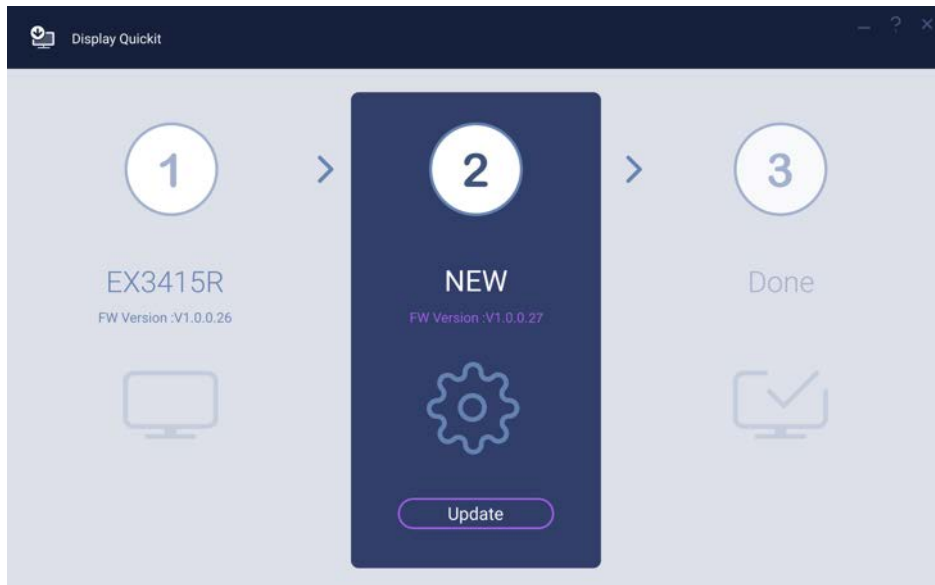 Display Quickit
1
2
3
EX3415R
FW Version :V1.0.0.26
NEW
FW Version :V1.0.0.27
Done
Update